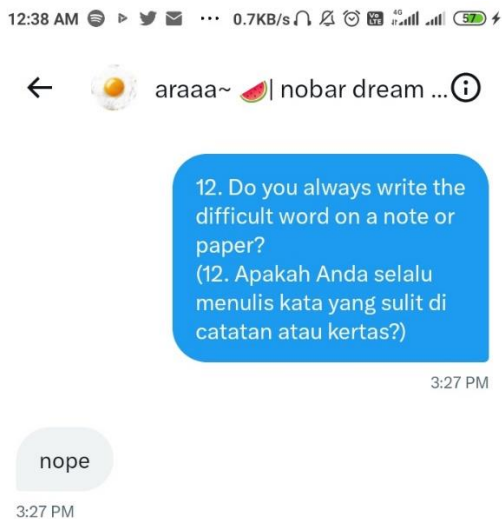 12:38 AM ... 0.7KB/s Vo LTE 4G 57
araaa~ 🍉| nobar dream ...
12. Do you always write the
difficult word on a note or
paper?
(12. Apakah Anda selalu
menulis kata yang sulit di
catatan atau kertas?)
3:27 PM
nope
3:27 PM